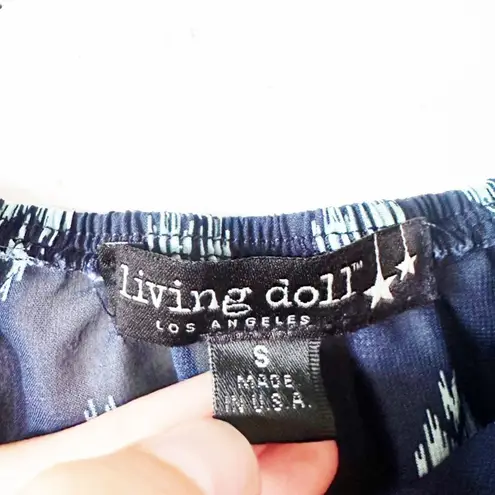 living doll™
LOS ANGELES
S
MADE
IN U.S.A.